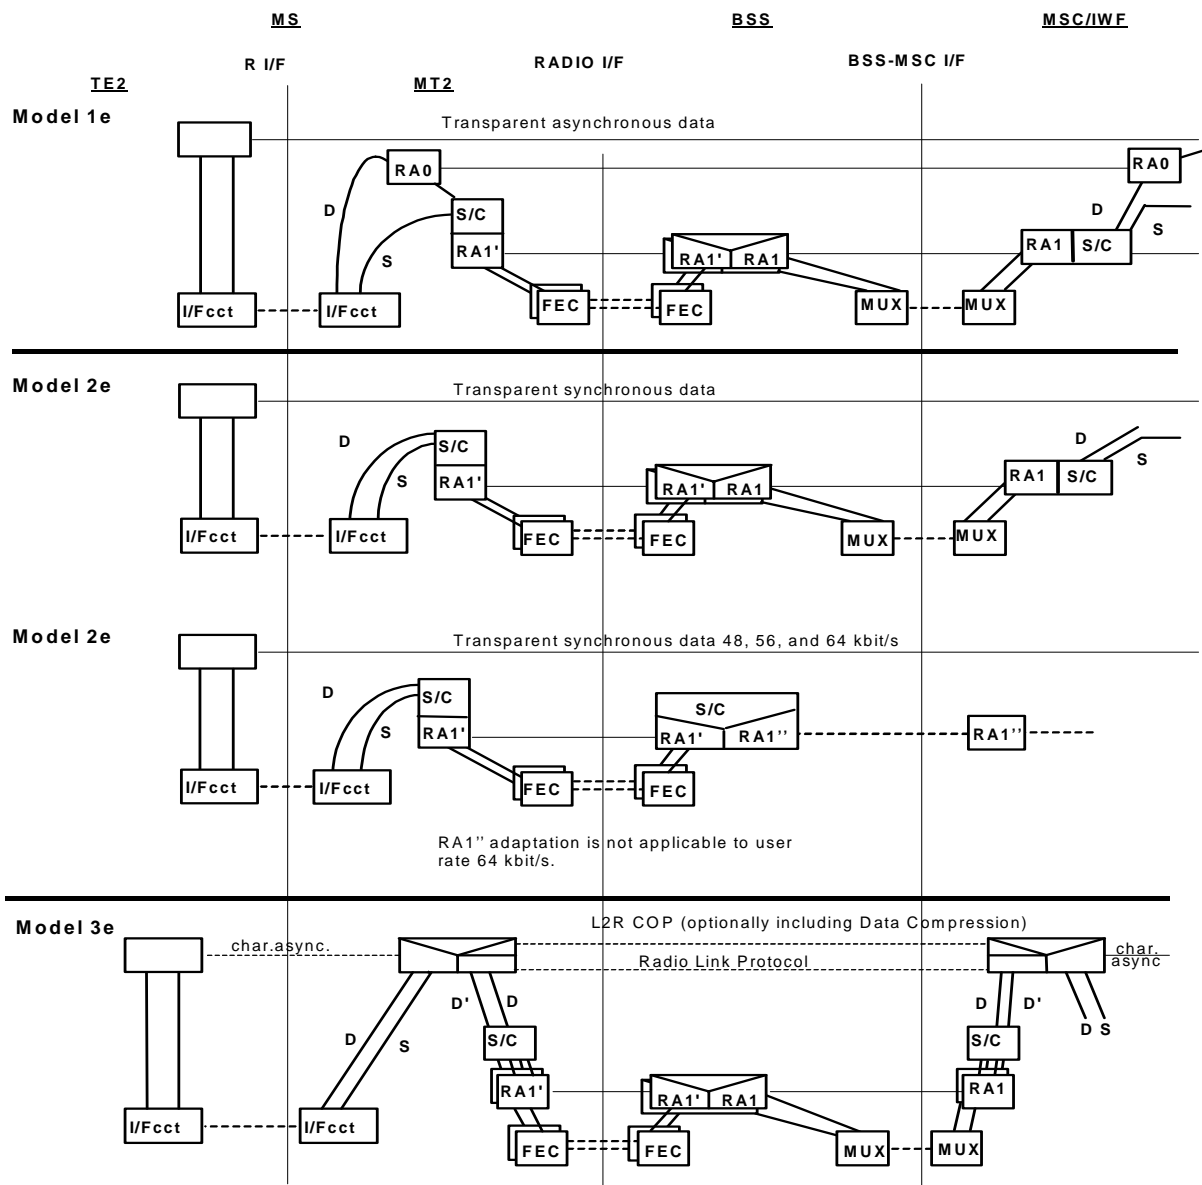 MS BSS MSC/IWF
R I/F RADIO I/F BSS-MSC I/F
TE2 MT2
Model 1e
Transparent asynchronous data
RA0 RA0
D S/C D
S RA1' RA1' RA1 RA1 S/C S
I/Fcct I/Fcct FEC FEC MUX MUX
Model 2e
Transparent synchronous data
D S/C D
S RA1' RA1' RA1 RA1 S/C S
I/Fcct I/Fcct FEC FEC MUX MUX
Model 2e
Transparent synchronous data 48, 56, and 64 kbit/s
D S/C S/C
S RA1' RA1' RA1'' RA1''
I/Fcct I/Fcct FEC FEC
RA1'' adaptation is not applicable to user
rate 64 kbit/s.
Model 3e
L2R COP (optionally including Data Compression)
char.async. char.
Radio Link Protocol async
D' D D D'
D S S/C S/C D S
RA1' RA1' RA1 RA1
I/Fcct I/Fcct FEC FEC MUX MUX